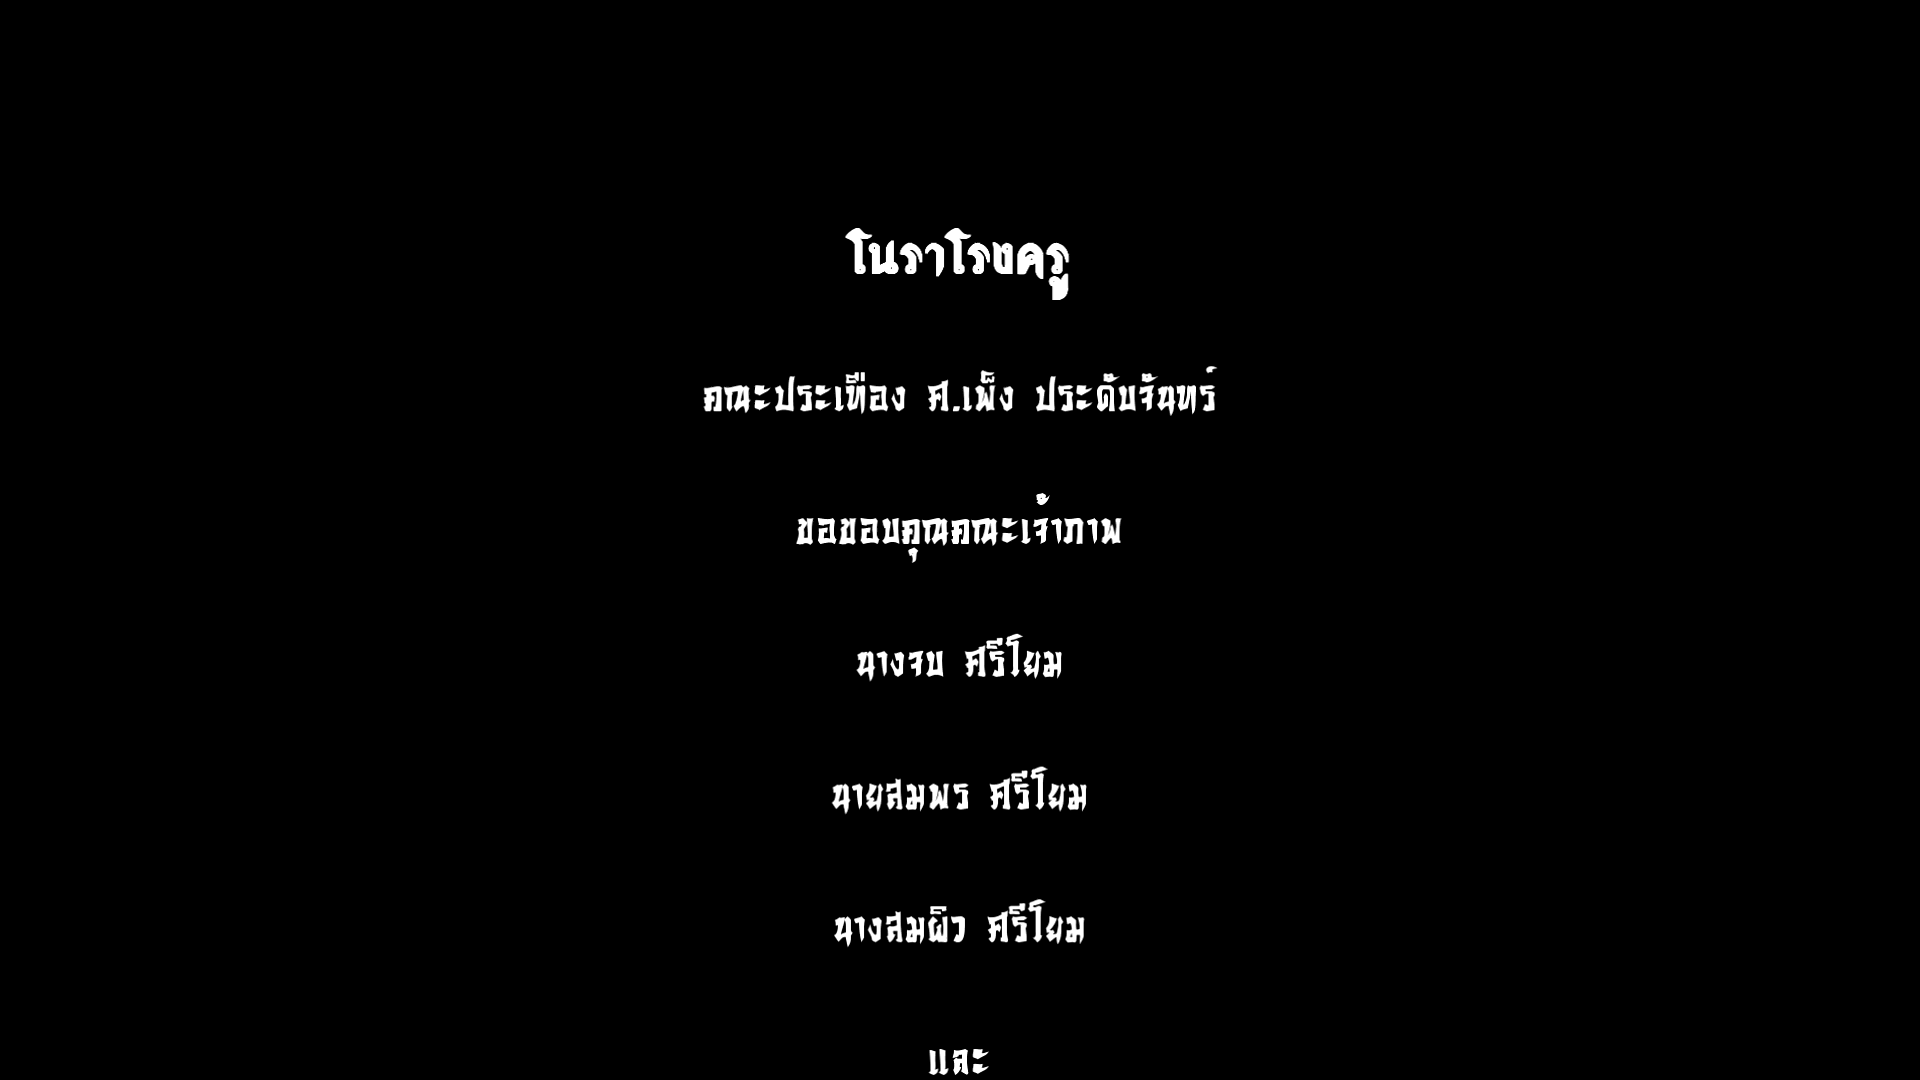 โนราโรงครู
คณะประเทือง ศ.เพ็ง ประดับจันทร์
ขอขอบคุณคณะเจ้าภาพ
นางจบ ศรีโยม
นายสมพร ศรีโยม
นางสมผิว ศรีโยม
และ